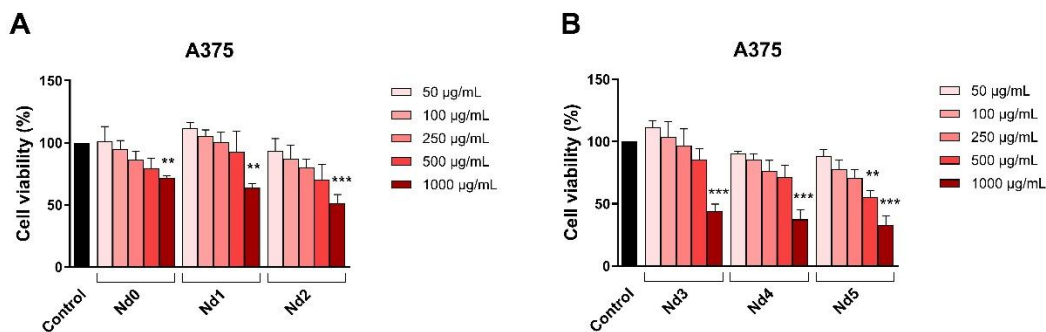 A
A375
Cell viability (%)
150
100
50
0
**
**
***
Control
Nd0
Nd1
Nd2
50 µg/mL
100 µg/mL
250 µg/mL
500 µg/mL
1000 µg/mL
B
A375
Cell viability (%)
150
100
50
0
***
***
**
***
Control
Nd3
Nd4
Nd5
50 µg/mL
100 µg/mL
250 µg/mL
500 µg/mL
1000 µg/mL